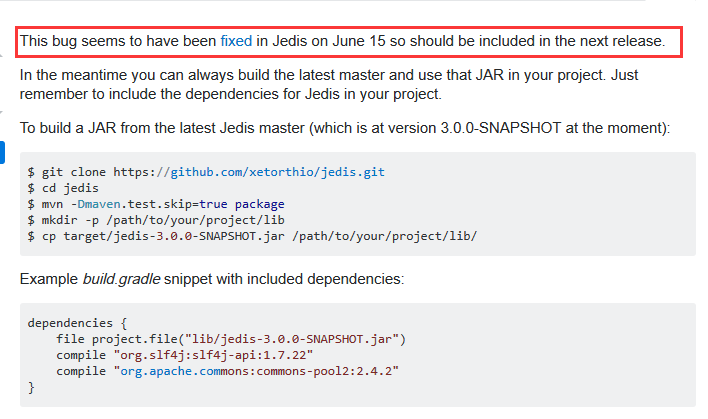 This bug seems to have been fixed in Jedis on June 15 so should be included in the next release.
In the meantime you can always build the latest master and use that JAR in your project. Just
remember to include the dependencies for Jedis in your project.
To build a JAR from the latest Jedis master (which is at version 3.0.0-SNAPSHOT at the moment):
$ git clone https://github.com/xetorthio/jedis.git
$ cd jedis
$ mvn -Dmaven.test.skip=true package
$ mkdir -p /path/to/your/project/lib
$ cp target/jedis-3.0.0-SNAPSHOT.jar /path/to/your/project/lib/
Example build.gradle snippet with included dependencies:
dependencies {
    file project.file("lib/jedis-3.0.0-SNAPSHOT.jar")
    compile "org.slf4j:slf4j-api:1.7.22"
    compile "org.apache.commons:commons-pool2:2.4.2"
}